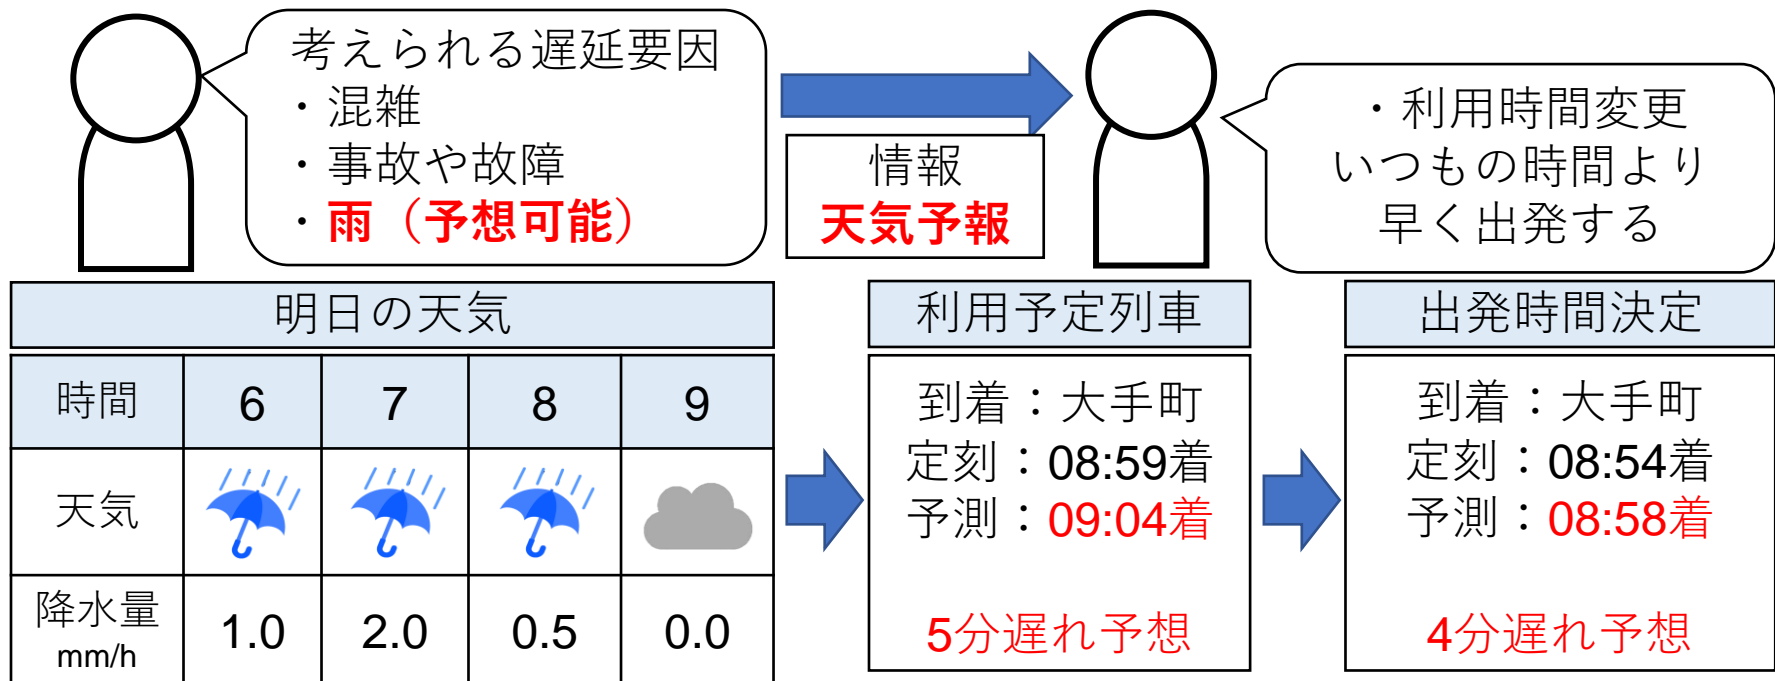 考えられる遅延要因
・混雑
・事故や故障
・雨（予想可能）
情報
天気予報
・利用時間変更
いつもの時間より
早く出発する
明日の天気
時間 6 7 8 9
天気
降水量 1.0 2.0 0.5 0.0
mm/h
利用予定列車
到着：大手町
定刻：08:59着
予測：09:04着
5分遅れ予想
出発時間決定
到着：大手町
定刻：08:54着
予測：08:58着
4分遅れ予想